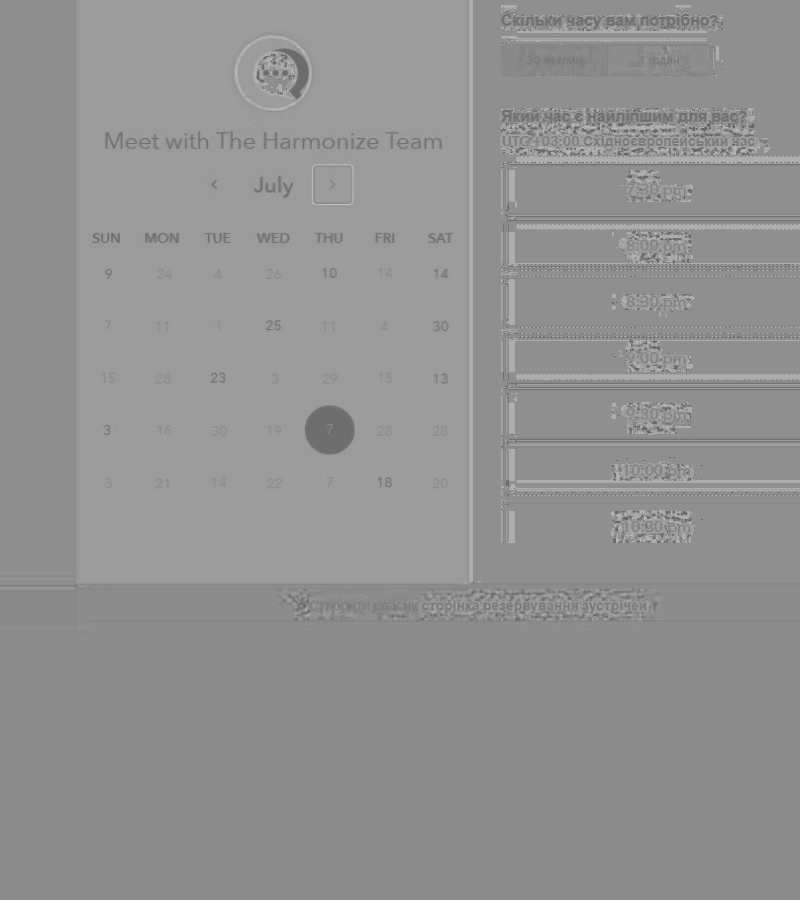 Meet with The Harmonize Team
July
SUN MON TUE WED THU FRI SAT
9 24 4 26 10 14 14
7 11 1 25 11 4 30
15 28 23 3 29 15 13
3 16 30 19 7 28 28
3 21 14 22 7 18 20
Скільки часу вам потрібно?
30 хвилин
Який час є найліпшим для вас?
UTC +03:00 Східноєвропейський час
7:30 pm
8:00 pm
8:30 pm
9:00 pm
9:30 pm
10:00 pm
10:30 pm
Створити власну сторінка резервування зустрічей